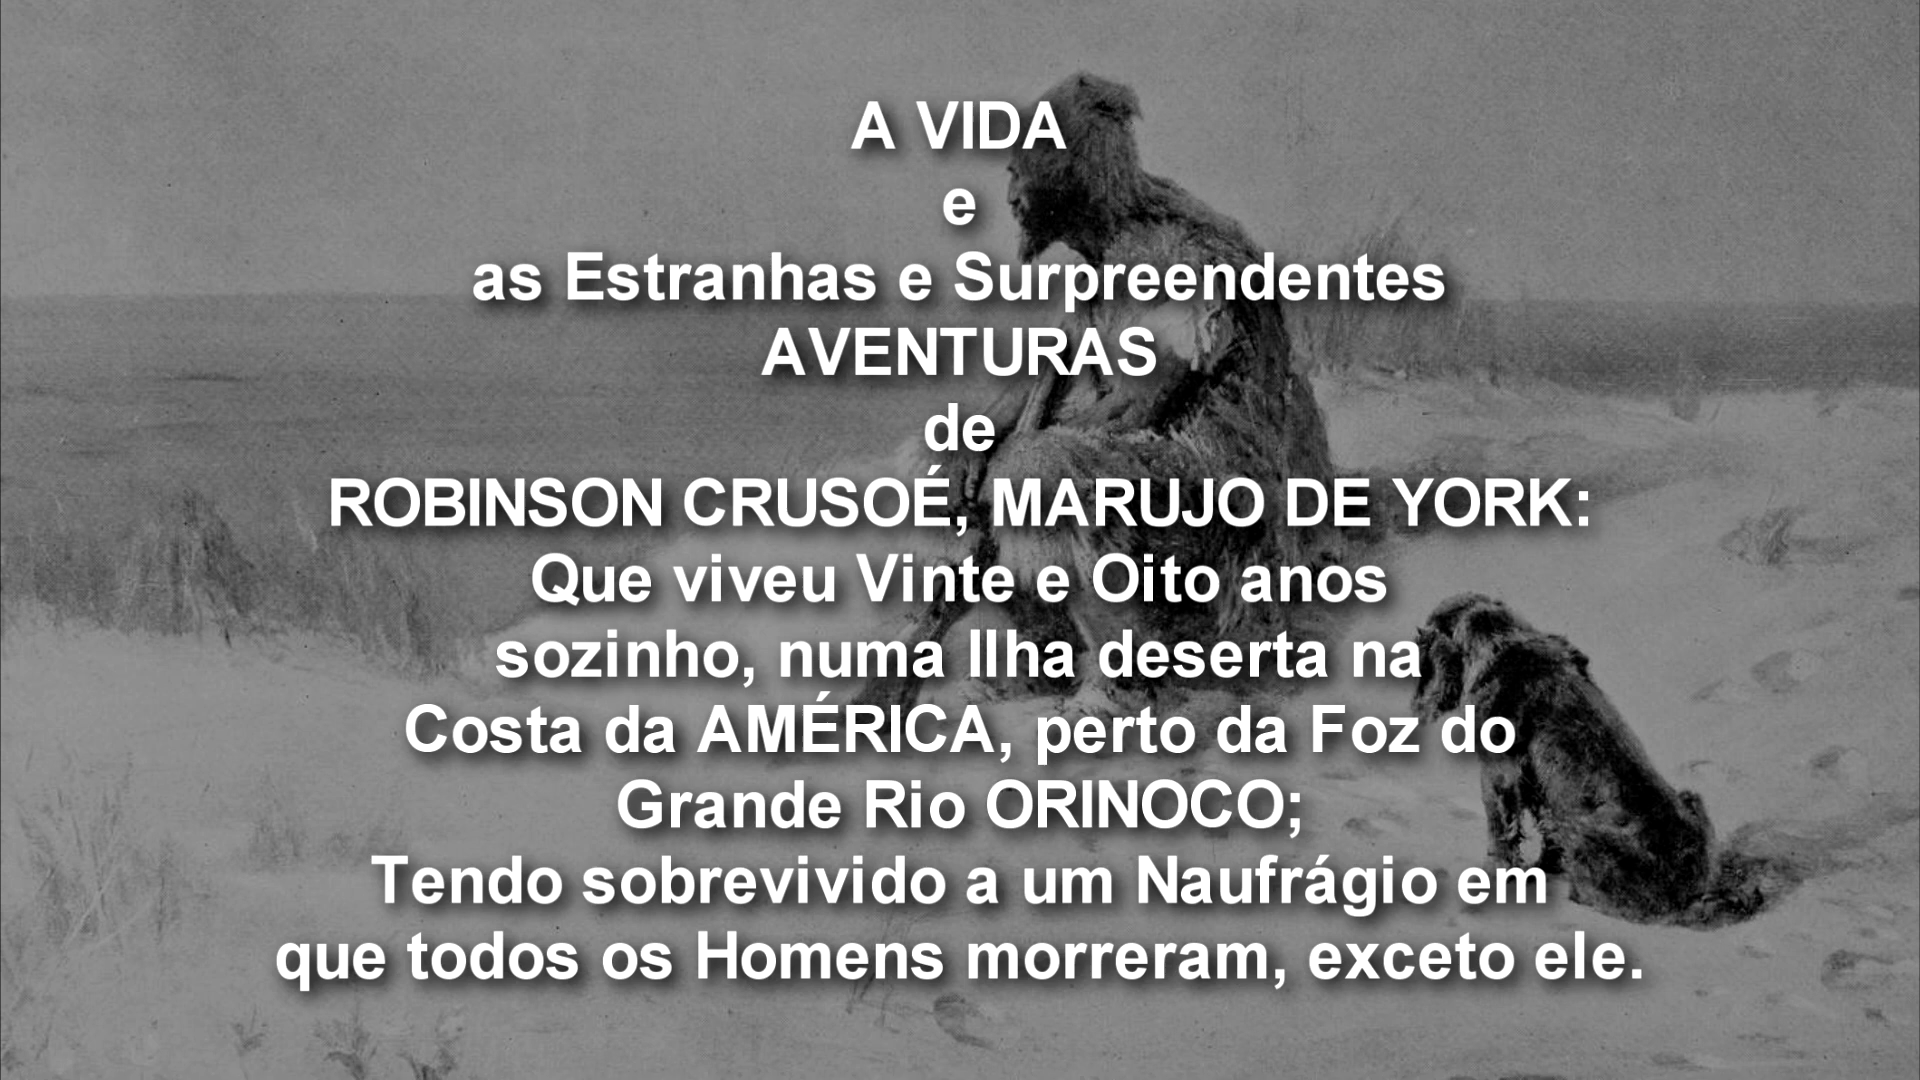 A VIDA
e
as Estranhas e Surpreendentes
AVENTURAS
de
ROBINSON CRUSOÉ, MARUJO DE YORK:
Que viveu Vinte e Oito anos
sozinho, numa Ilha deserta na
Costa da AMÉRICA, perto da Foz do
Grande Rio ORINOCO;
Tendo sobrevivido a um Naufrágio em
que todos os Homens morreram, exceto ele.